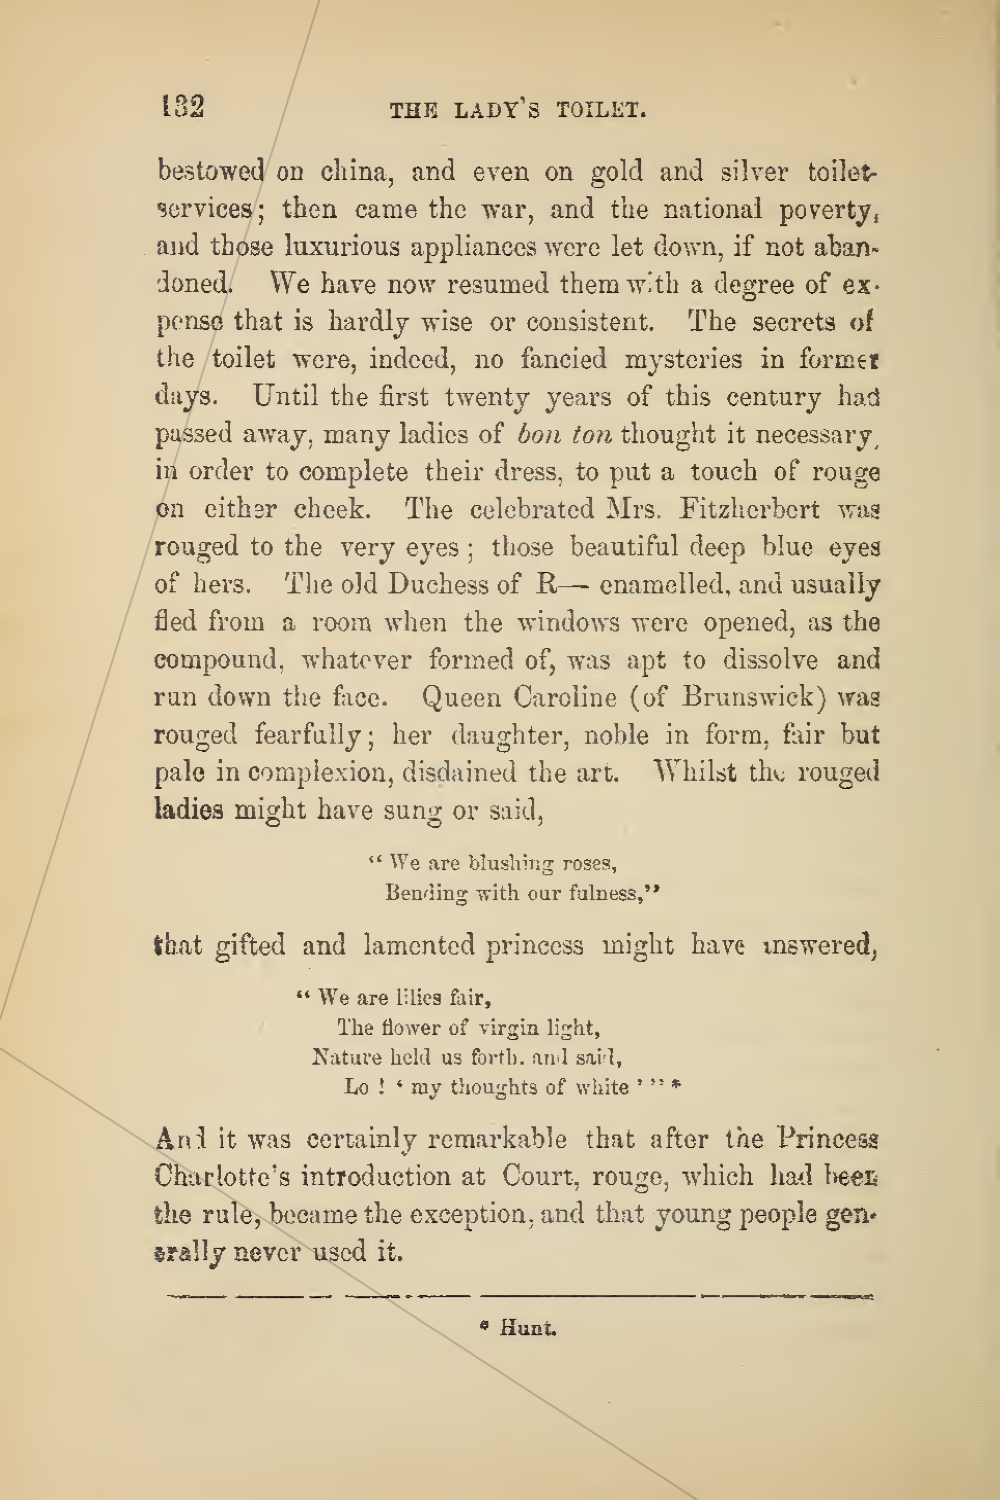 132 THE LADY'S TOILET.
bestowed on china, and even on gold and silver toilet-
services; then came the war, and the national poverty,
and those luxurious appliances were let down, if not aban-
doned. We have now resumed them with a degree of ex-
pense that is hardly wise or consistent. The secrets of
the toilet were, indeed, no fancied mysteries in former
days. Until the first twenty years of this century had
passed away, many ladies of bon ton thought it necessary,
in order to complete their dress, to put a touch of rouge
on either cheek. The celebrated Mrs. Fitzherbert was
rouged to the very eyes; those beautiful deep blue eyes
of hers. The old Duchess of R— enamelled, and usually
fled from a room when the windows were opened, as the
compound, whatever formed of, was apt to dissolve and
run down the face. Queen Caroline (of Brunswick) was
rouged fearfully; her daughter, noble in form, fair but
pale in complexion, disdained the art. Whilst the rouged
ladies might have sung or said,
"We are blushing roses,
Bending with our fulness,"
that gifted and lamented princess might have answered,
"We are lilies fair,
The flower of virgin light,
Nature held us forth, and said,
Lo! 'my thoughts of white'"*
And it was certainly remarkable that after the Princess
Charlotte's introduction at Court, rouge, which had been
the rule, became the exception, and that young people gen-
erally never used it.
* Hunt.